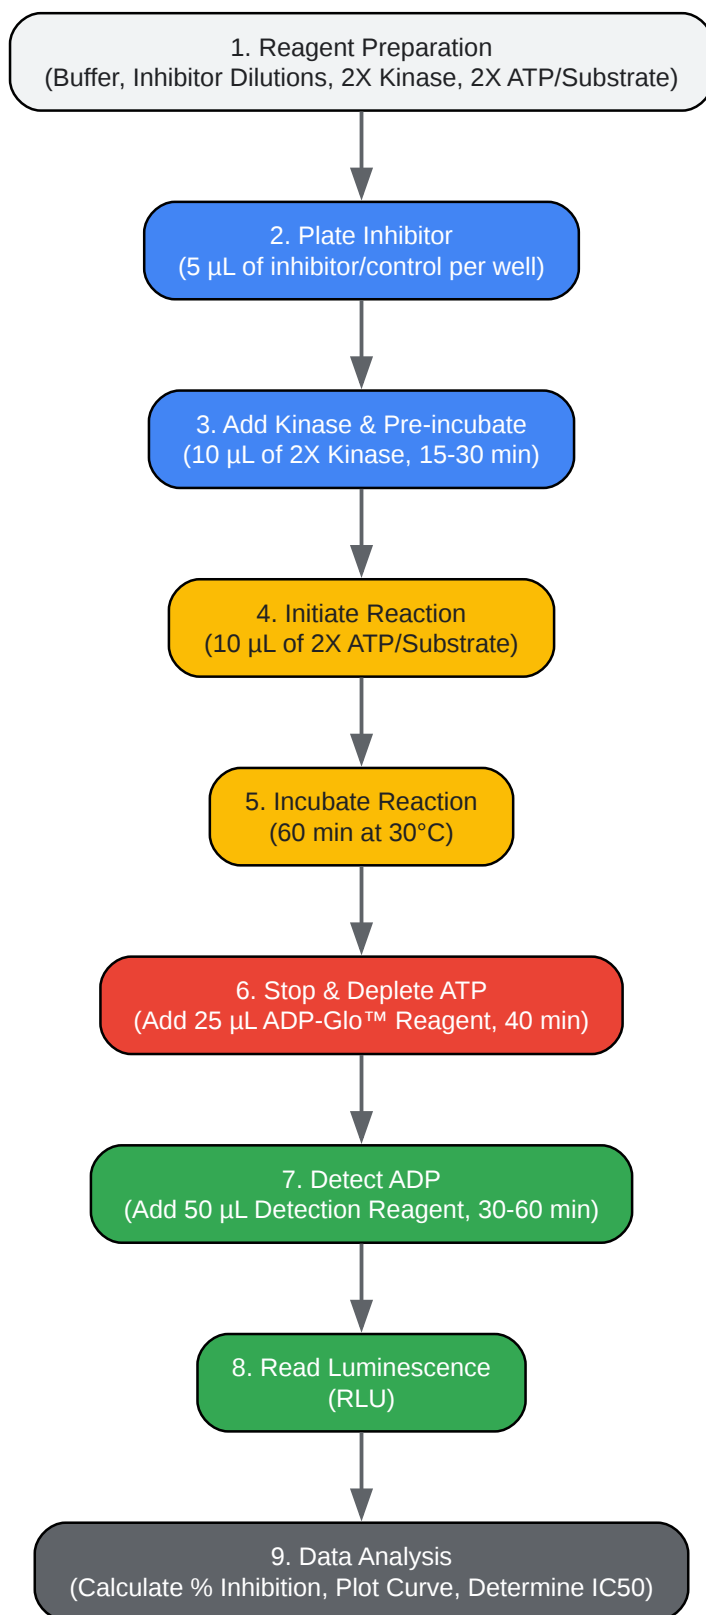 1. Reagent Preparation
(Buffer, Inhibitor Dilutions, 2X Kinase, 2X ATP/Substrate)
2. Plate Inhibitor
(5 µL of inhibitor/control per well)
3. Add Kinase & Pre-incubate
(10 µL of 2X Kinase, 15-30 min)
4. Initiate Reaction
(10 µL of 2X ATP/Substrate)
5. Incubate Reaction
(60 min at 30°C)
6. Stop & Deplete ATP
(Add 25 µL ADP-Glo™ Reagent, 40 min)
7. Detect ADP
(Add 50 µL Detection Reagent, 30-60 min)
8. Read Luminescence
(RLU)
9. Data Analysis
(Calculate % Inhibition, Plot Curve, Determine IC50)